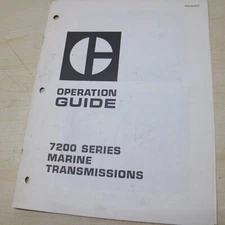 OPERATION
GUIDE
7200 SERIES
MARINE
TRANSMISSIONS